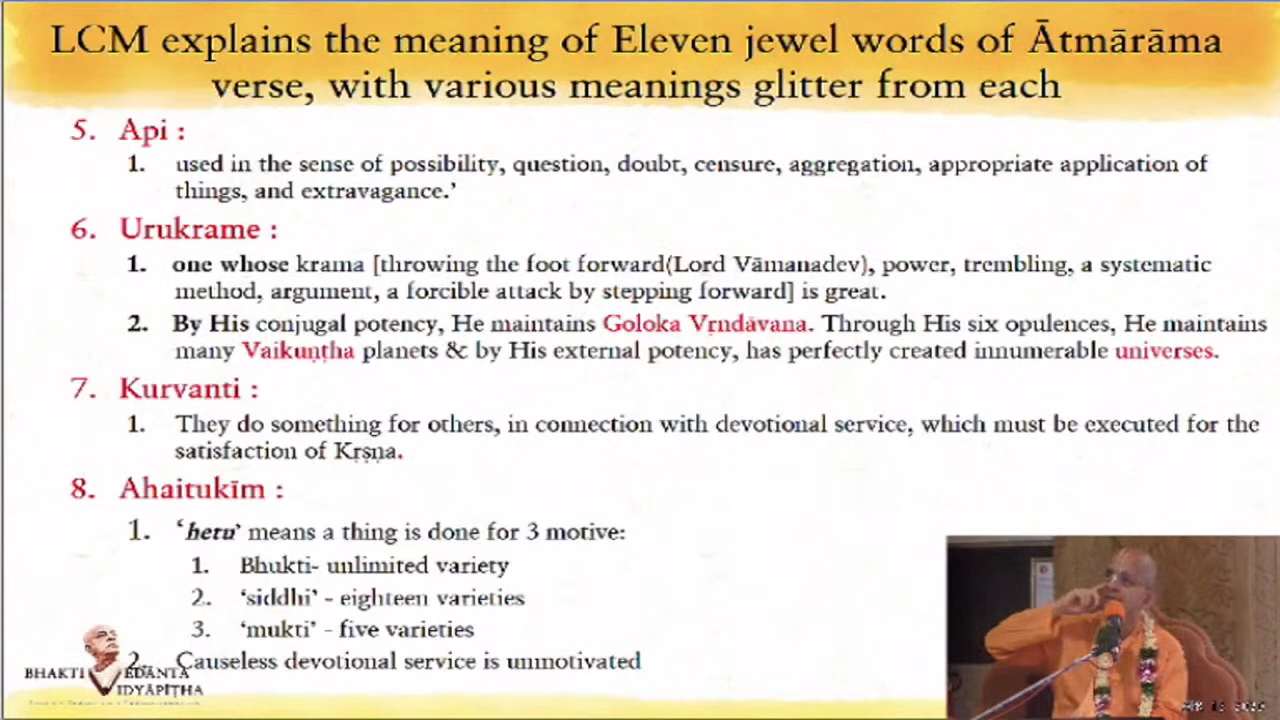 LCM explains the meaning of Eleven jewel words of Ātmārāma
verse, with various meanings glitter from each
5. Api :
1. used in the sense of possibility, question, doubt, censure, aggregation, appropriate application of
things, and extravagance.’
6. Urukrame :
1. one whose krama [throwing the foot forward(Lord Vāmanadev), power, trembling, a systematic
method, argument, a forcible attack by stepping forward] is great.
2. By His conjugal potency, He maintains Goloka Vṛndāvana. Through His six opulences, He maintains
many Vaikuṇṭha planets & by His external potency, has perfectly created innumerable universes.
7. Kurvanti :
1. They do something for others, in connection with devotional service, which must be executed for the
satisfaction of Kṛṣṇa.
8. Ahaitukīm :
1. ‘hetu’ means a thing is done for 3 motive:
1. Bhukti- unlimited variety
2. ‘siddhi’ - eighteen varieties
3. ‘mukti’ - five varieties
2. Causeless devotional service is unmotivated
BHAKTI VEDĀNTA
VIDYĀPĪṬHA